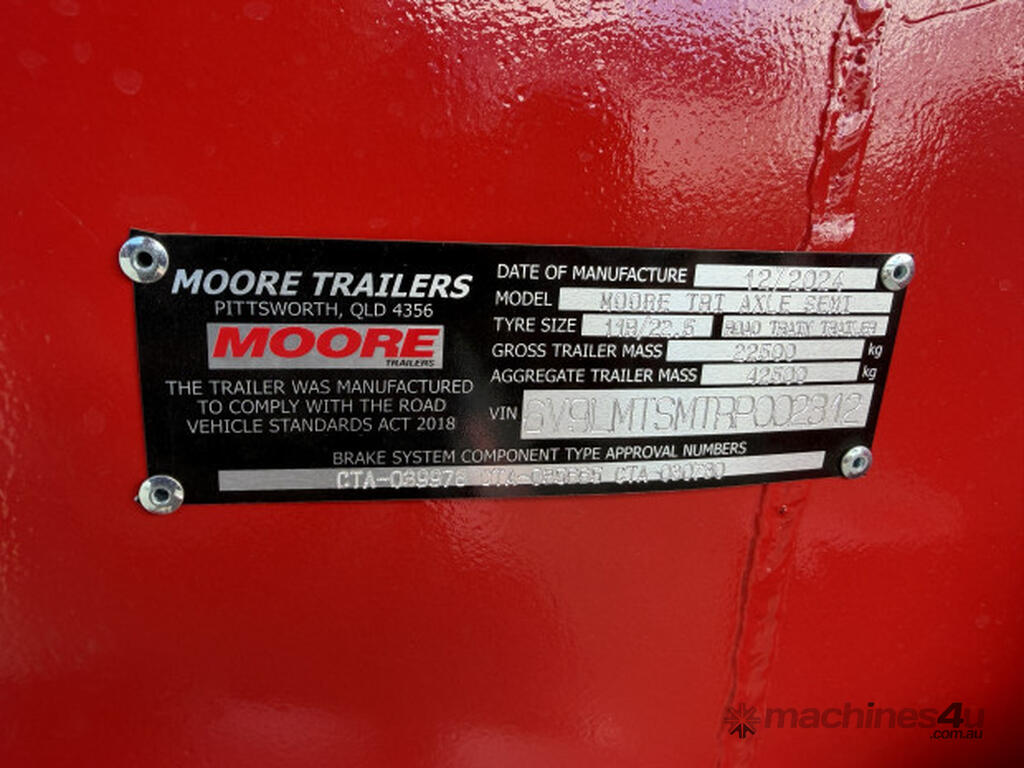 MOORE TRAILERS
PITTSWORTH, QLD 4356
MOORE
TRAILERS
THE TRAILER WAS MANUFACTURED
TO COMPLY WITH THE ROAD
VEHICLE STANDARDS ACT 2018
DATE OF MANUFACTURE 12/2024
MODEL MOORE TRI AXLE SEMI
TYRE SIZE 11R/22.5 ROAD TRAIN TRAILER
GROSS TRAILER MASS 22500 kg
AGGREGATE TRAILER MASS 42500 kg
VIN 6V9LMTSMTRP002312
BRAKE SYSTEM COMPONENT TYPE APPROVAL NUMBERS
machines4u
.com.au